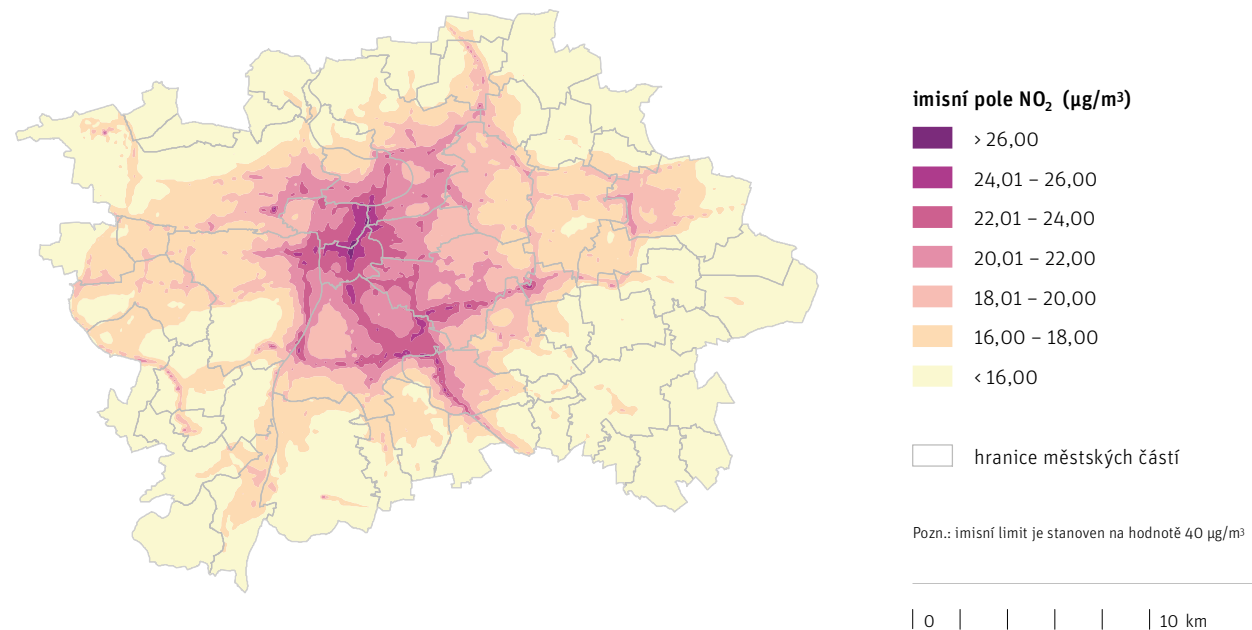 imisní pole NO₂ (µg/m³)
> 26,00
24,01 – 26,00
22,01 – 24,00
20,01 – 22,00
18,01 – 20,00
16,00 – 18,00
< 16,00
hranice městských částí
Pozn.: imisní limit je stanoven na hodnotě 40 µg/m³
0 10 km